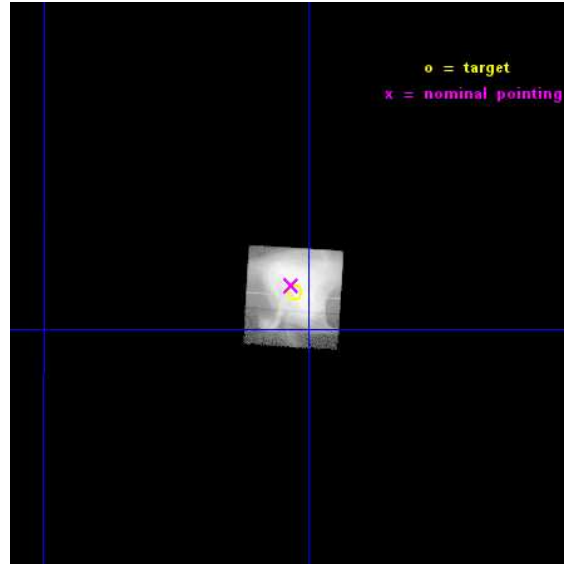 o = target
x = nominal pointing